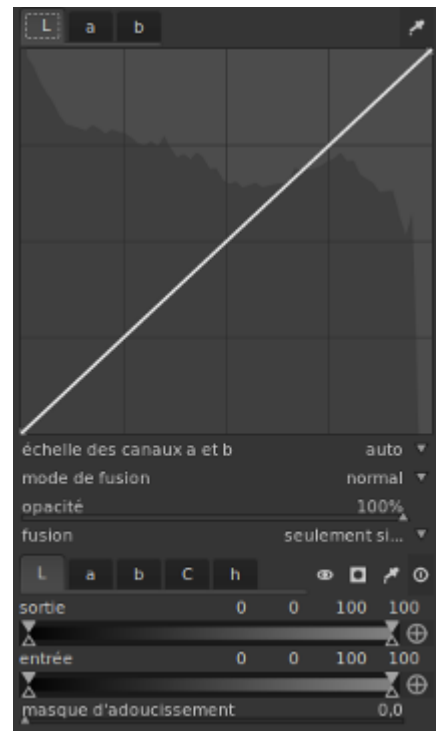 L a b
échelle des canaux a et b auto
mode de fusion normal
opacité 100%
fusion seulement si...
L a b C h
sortie 0 0 100 100
entrée 0 0 100 100
masque d'adoucissement 0,0